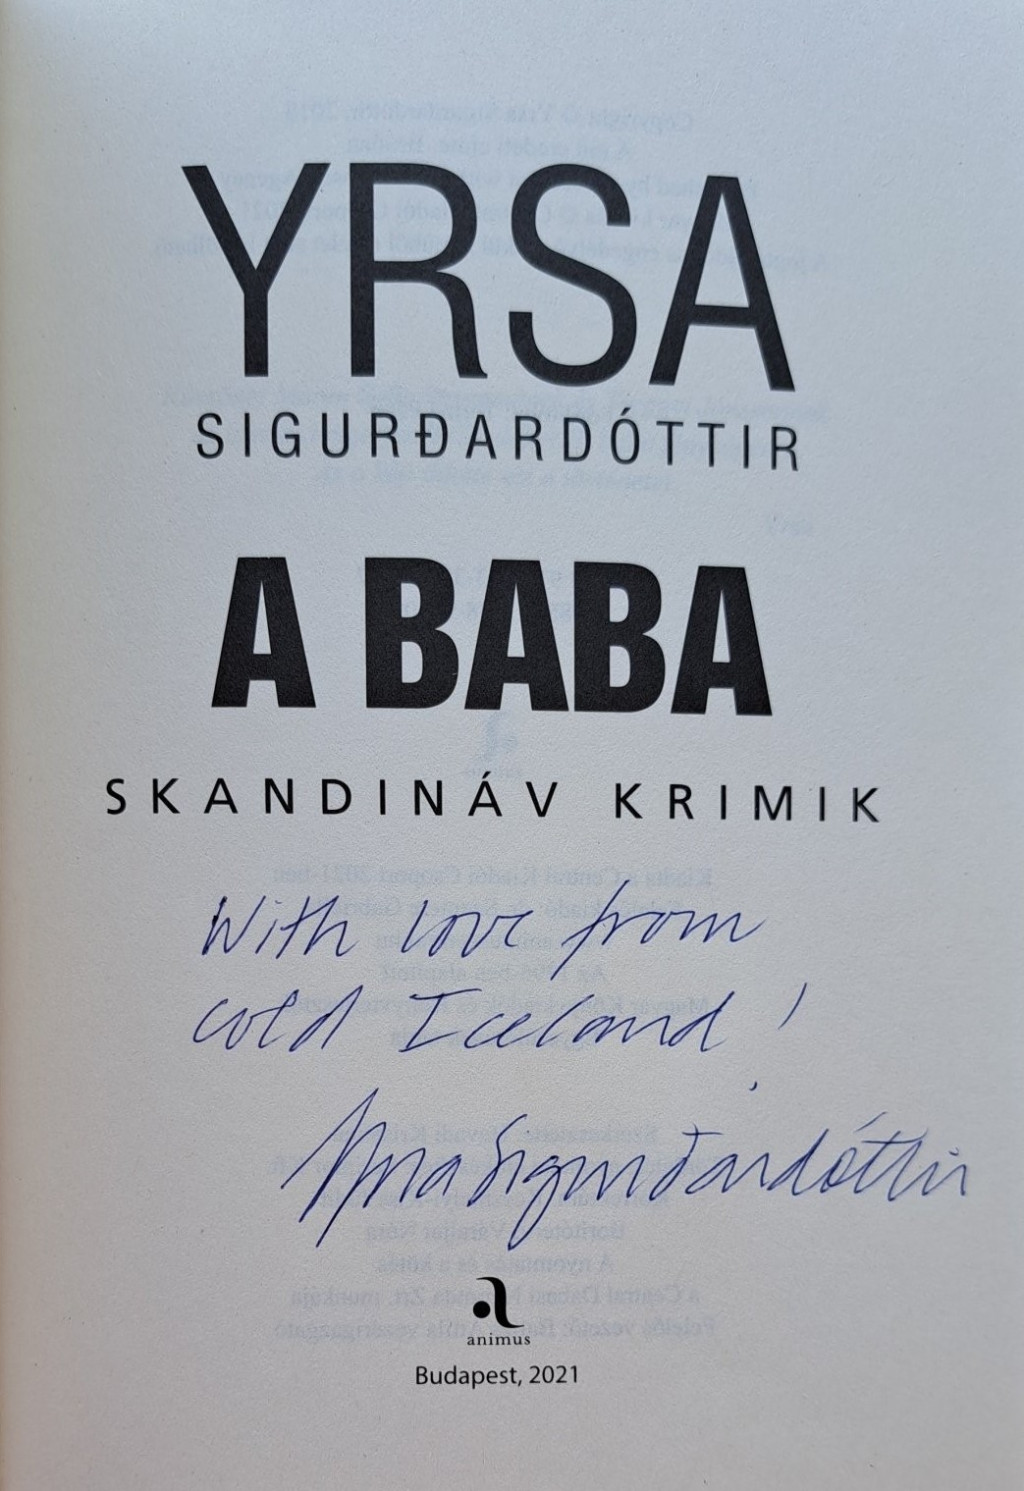 YRSA
SIGURÐARDÓTTIR
A BABA
SKANDINÁV KRIMIK
With love from
cold Iceland!
Yrsa Sigurðardóttir
animus
Budapest, 2021